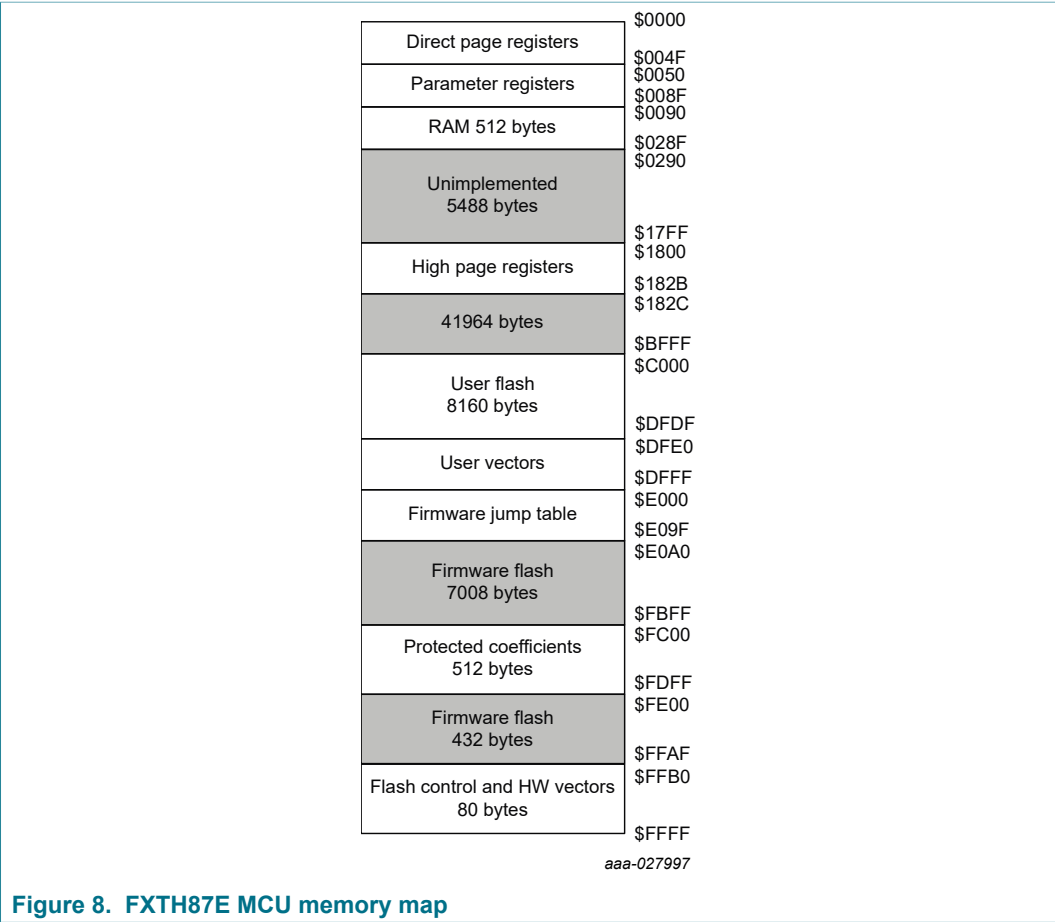 $0000
Direct page registers
$004F
$0050
Parameter registers
$008F
$0090
RAM 512 bytes
$028F
$0290
Unimplemented
5488 bytes
$17FF
$1800
High page registers
$182B
$182C
41964 bytes
$BFFF
$C000
User flash
8160 bytes
$DFDF
$DFE0
User vectors
$DFFF
$E000
Firmware jump table
$E09F
$E0A0
Firmware flash
7008 bytes
$FBFF
$FC00
Protected coefficients
512 bytes
$FDFF
$FE00
Firmware flash
432 bytes
$FFAF
$FFB0
Flash control and HW vectors
80 bytes
$FFFF
aaa-027997
Figure 8. FXTH87E MCU memory map